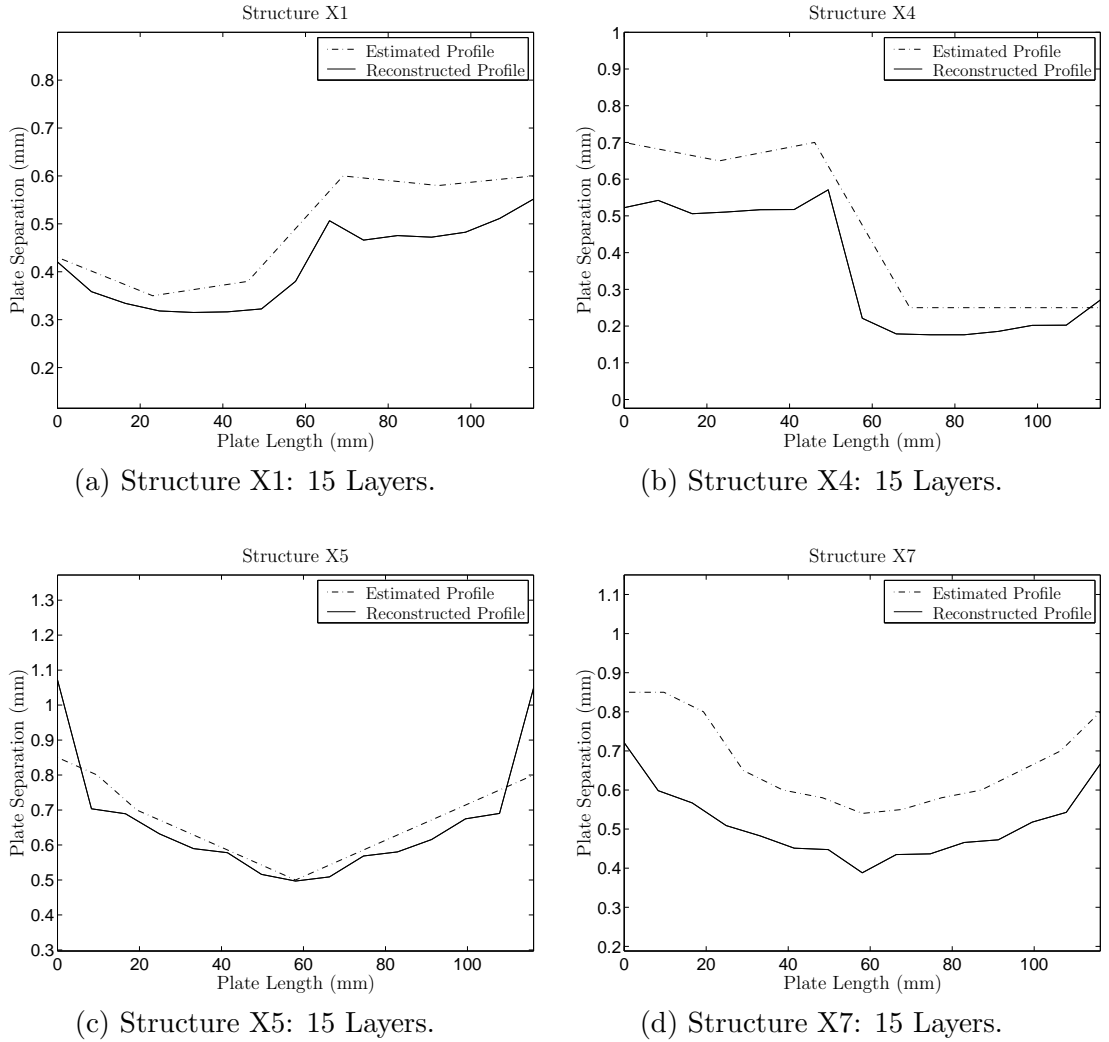 Structure X1
Estimated Profile
Reconstructed Profile
0.8
0.7
0.6
0.5
0.4
0.3
0.2
Plate Separation (mm)
0 20 40 60 80 100
Plate Length (mm)
(a) Structure X1: 15 Layers.
Structure X4
Estimated Profile
Reconstructed Profile
1
0.9
0.8
0.7
0.6
0.5
0.4
0.3
0.2
0.1
0
Plate Separation (mm)
0 20 40 60 80 100
Plate Length (mm)
(b) Structure X4: 15 Layers.
Structure X5
Estimated Profile
Reconstructed Profile
1.3
1.2
1.1
1
0.9
0.8
0.7
0.6
0.5
0.4
0.3
Plate Separation (mm)
0 20 40 60 80 100
Plate Length (mm)
(c) Structure X5: 15 Layers.
Structure X7
Estimated Profile
Reconstructed Profile
1.1
1
0.9
0.8
0.7
0.6
0.5
0.4
0.3
0.2
Plate Separation (mm)
0 20 40 60 80 100
Plate Length (mm)
(d) Structure X7: 15 Layers.